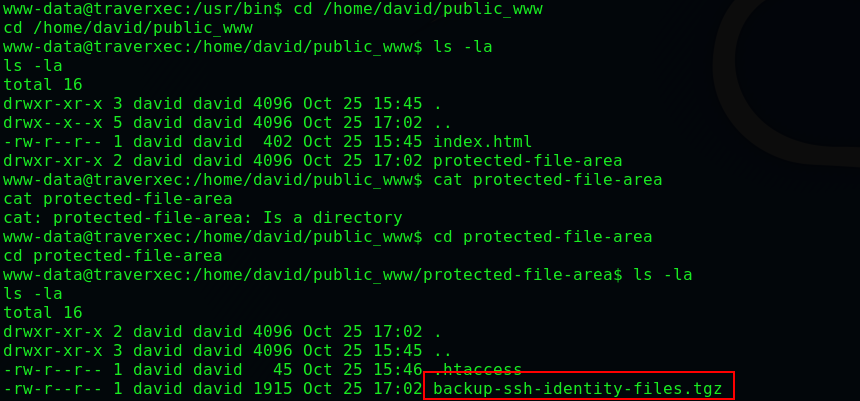 www-data@traverxec:/usr/bin$ cd /home/david/public_www
cd /home/david/public_www
www-data@traverxec:/home/david/public_www$ ls -la
ls -la
total 16
drwxr-xr-x 3 david david 4096 Oct 25 15:45 .
drwx--x--x 5 david david 4096 Oct 25 17:02 ..
-rw-r--r-- 1 david david  402 Oct 25 15:45 index.html
drwxr-xr-x 2 david david 4096 Oct 25 17:02 protected-file-area
www-data@traverxec:/home/david/public_www$ cat protected-file-area
cat protected-file-area
cat: protected-file-area: Is a directory
www-data@traverxec:/home/david/public_www$ cd protected-file-area
cd protected-file-area
www-data@traverxec:/home/david/public_www/protected-file-area$ ls -la
ls -la
total 16
drwxr-xr-x 2 david david 4096 Oct 25 17:02 .
drwxr-xr-x 3 david david 4096 Oct 25 15:45 ..
-rw-r--r-- 1 david david   45 Oct 25 15:46 .htaccess
-rw-r--r-- 1 david david 1915 Oct 25 17:02 backup-ssh-identity-files.tgz